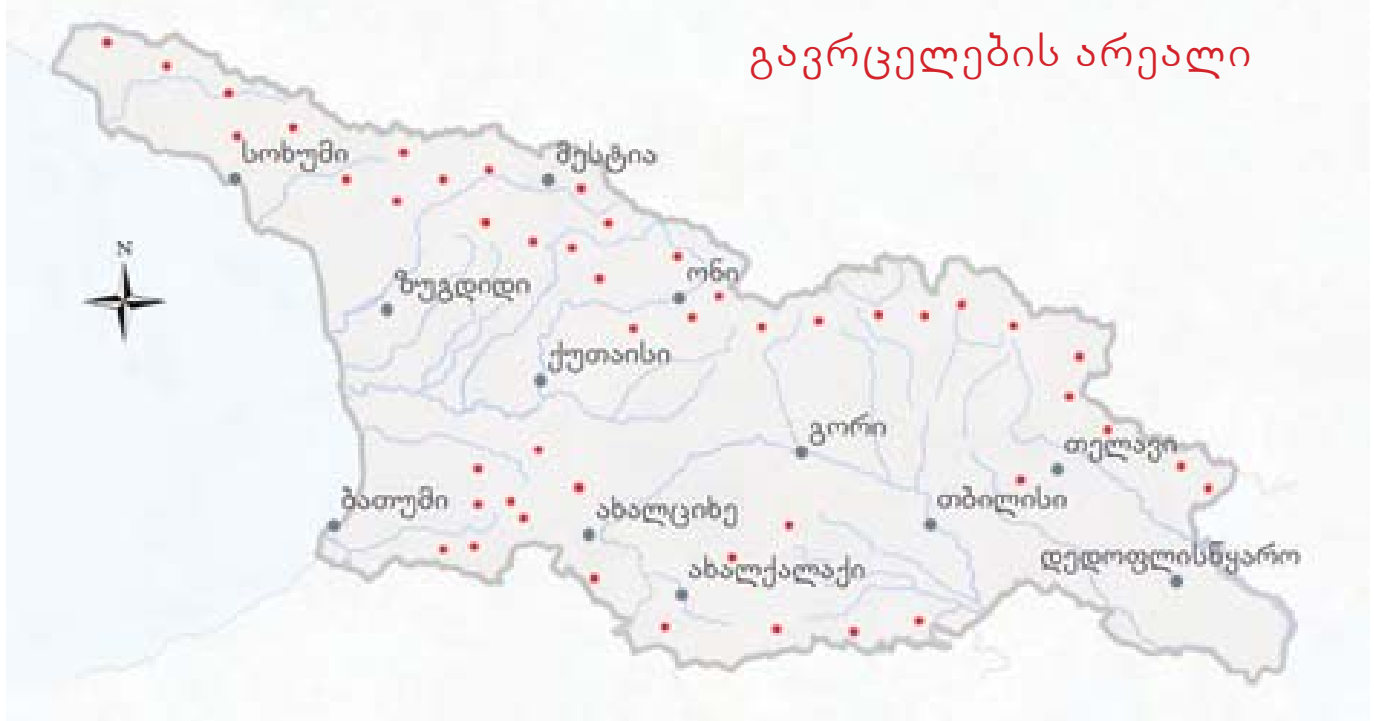 გავრცელების არეალი
სოხუმი
მესტია
N
ონი
ზუგდიდი
ქუთაისი
გორი
თელავი
ბათუმი
ახალციხე
თბილისი
დედოფლისწყარო
ახალქალაქი